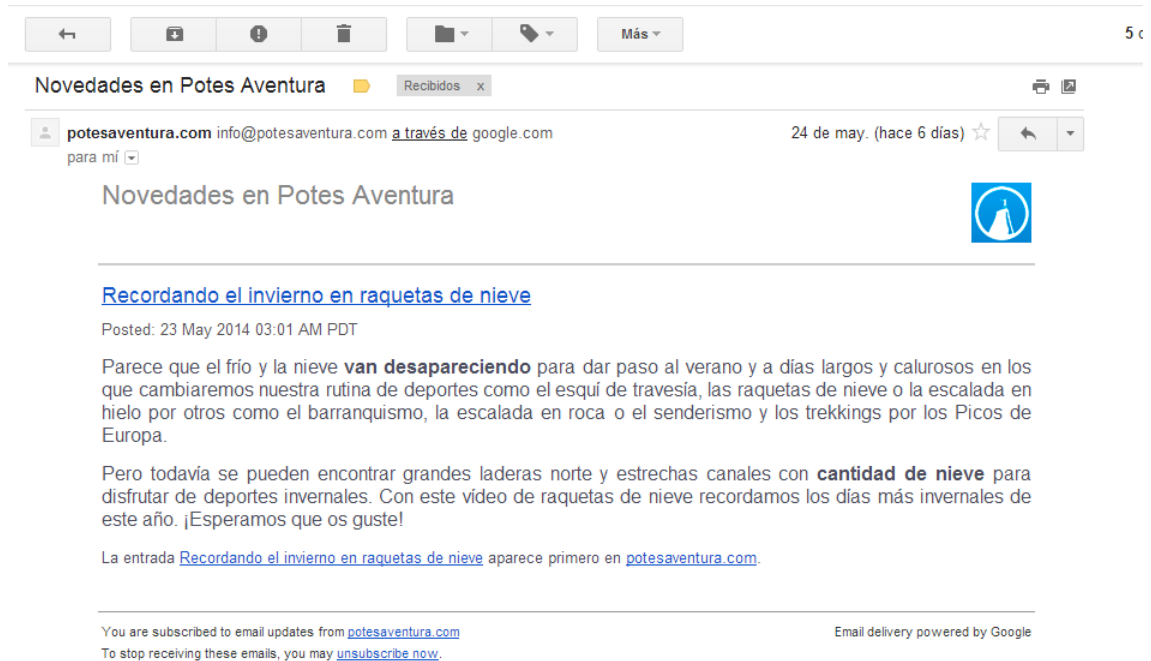 Más
5
Novedades en Potes Aventura
Recibidos x
potesaventura.com info@potesaventura.com a través de google.com
24 de may. (hace 6 días)
para mí
Novedades en Potes Aventura
Recordando el invierno en raquetas de nieve
Posted: 23 May 2014 03:01 AM PDT
Parece que el frío y la nieve van desapareciendo para dar paso al verano y a días largos y calurosos en los
que cambiaremos nuestra rutina de deportes como el esquí de travesía, las raquetas de nieve o la escalada en
hielo por otros como el barranquismo, la escalada en roca o el senderismo y los trekkings por los Picos de
Europa.
Pero todavía se pueden encontrar grandes laderas norte y estrechas canales con cantidad de nieve para
disfrutar de deportes invernales. Con este vídeo de raquetas de nieve recordamos los días más invernales de
este año. ¡Esperamos que os guste!
La entrada Recordando el invierno en raquetas de nieve aparece primero en potesaventura.com.
You are subscribed to email updates from potesaventura.com
To stop receiving these emails, you may unsubscribe now.
Email delivery powered by Google